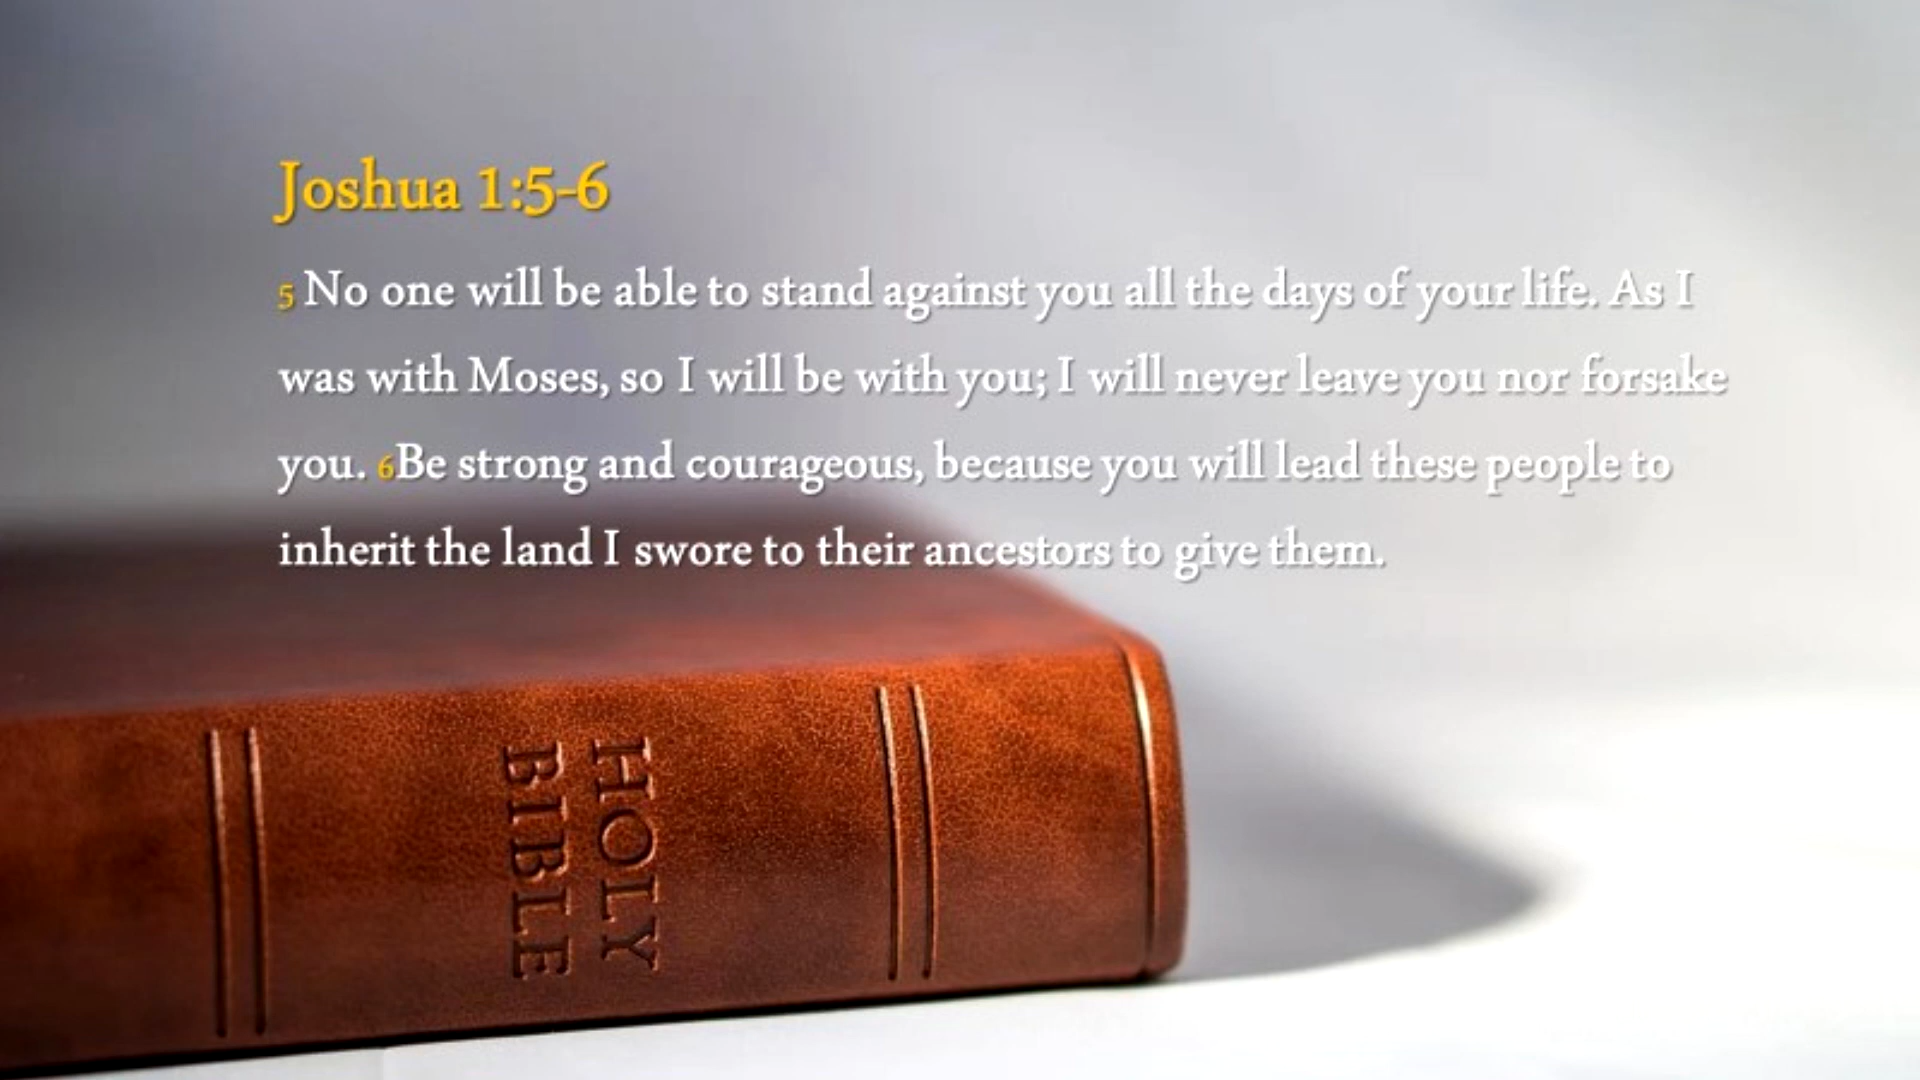 Joshua 1:5-6
5 No one will be able to stand against you all the days of your life. As I
was with Moses, so I will be with you; I will never leave you nor forsake
you. 6Be strong and courageous, because you will lead these people to
inherit the land I swore to their ancestors to give them.
HOLY
BIBLE